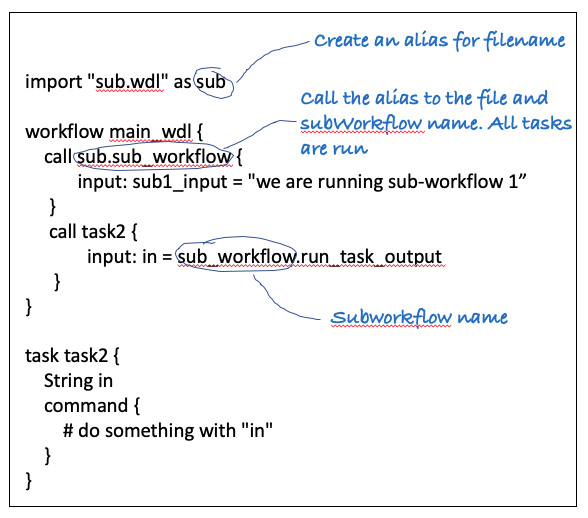 Create an alias for filename
import "sub.wdl" as sub
Call the alias to the file and
subWorkflow name. All tasks
are run
workflow main_wdl {
call sub.sub_workflow {
input: sub1_input = "we are running sub-workflow 1”
}
call task2 {
input: in = sub_workflow.run_task_output
}
}
Subworkflow name
task task2 {
String in
command {
# do something with "in"
}
}